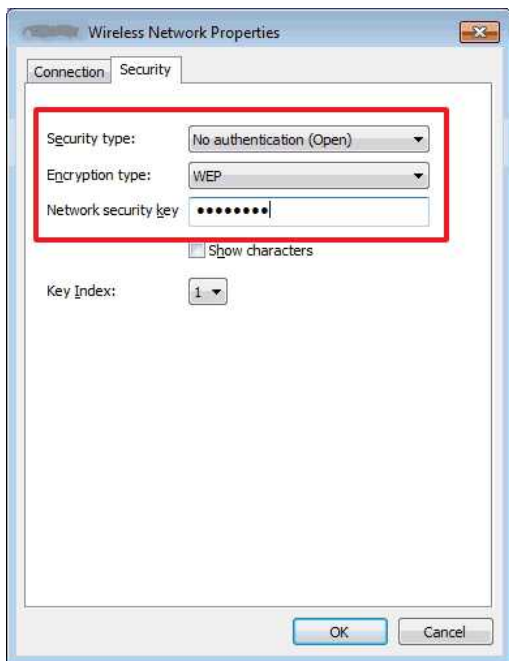 Wireless Network Properties
Connection Security
Security type: No authentication (Open)
Encryption type: WEP
Network security key ••••••••
Show characters
Key Index: 1
OK Cancel